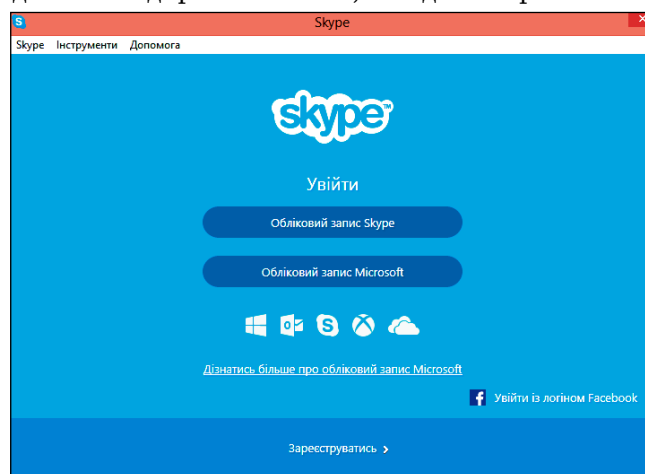 Skype
Skype Інструменти Допомога
skype™
Увійти
Обліковий запис Skype
Обліковий запис Microsoft
Дізнатись більше про обліковий запис Microsoft
Увійти із логіном Facebook
Зареєструватись